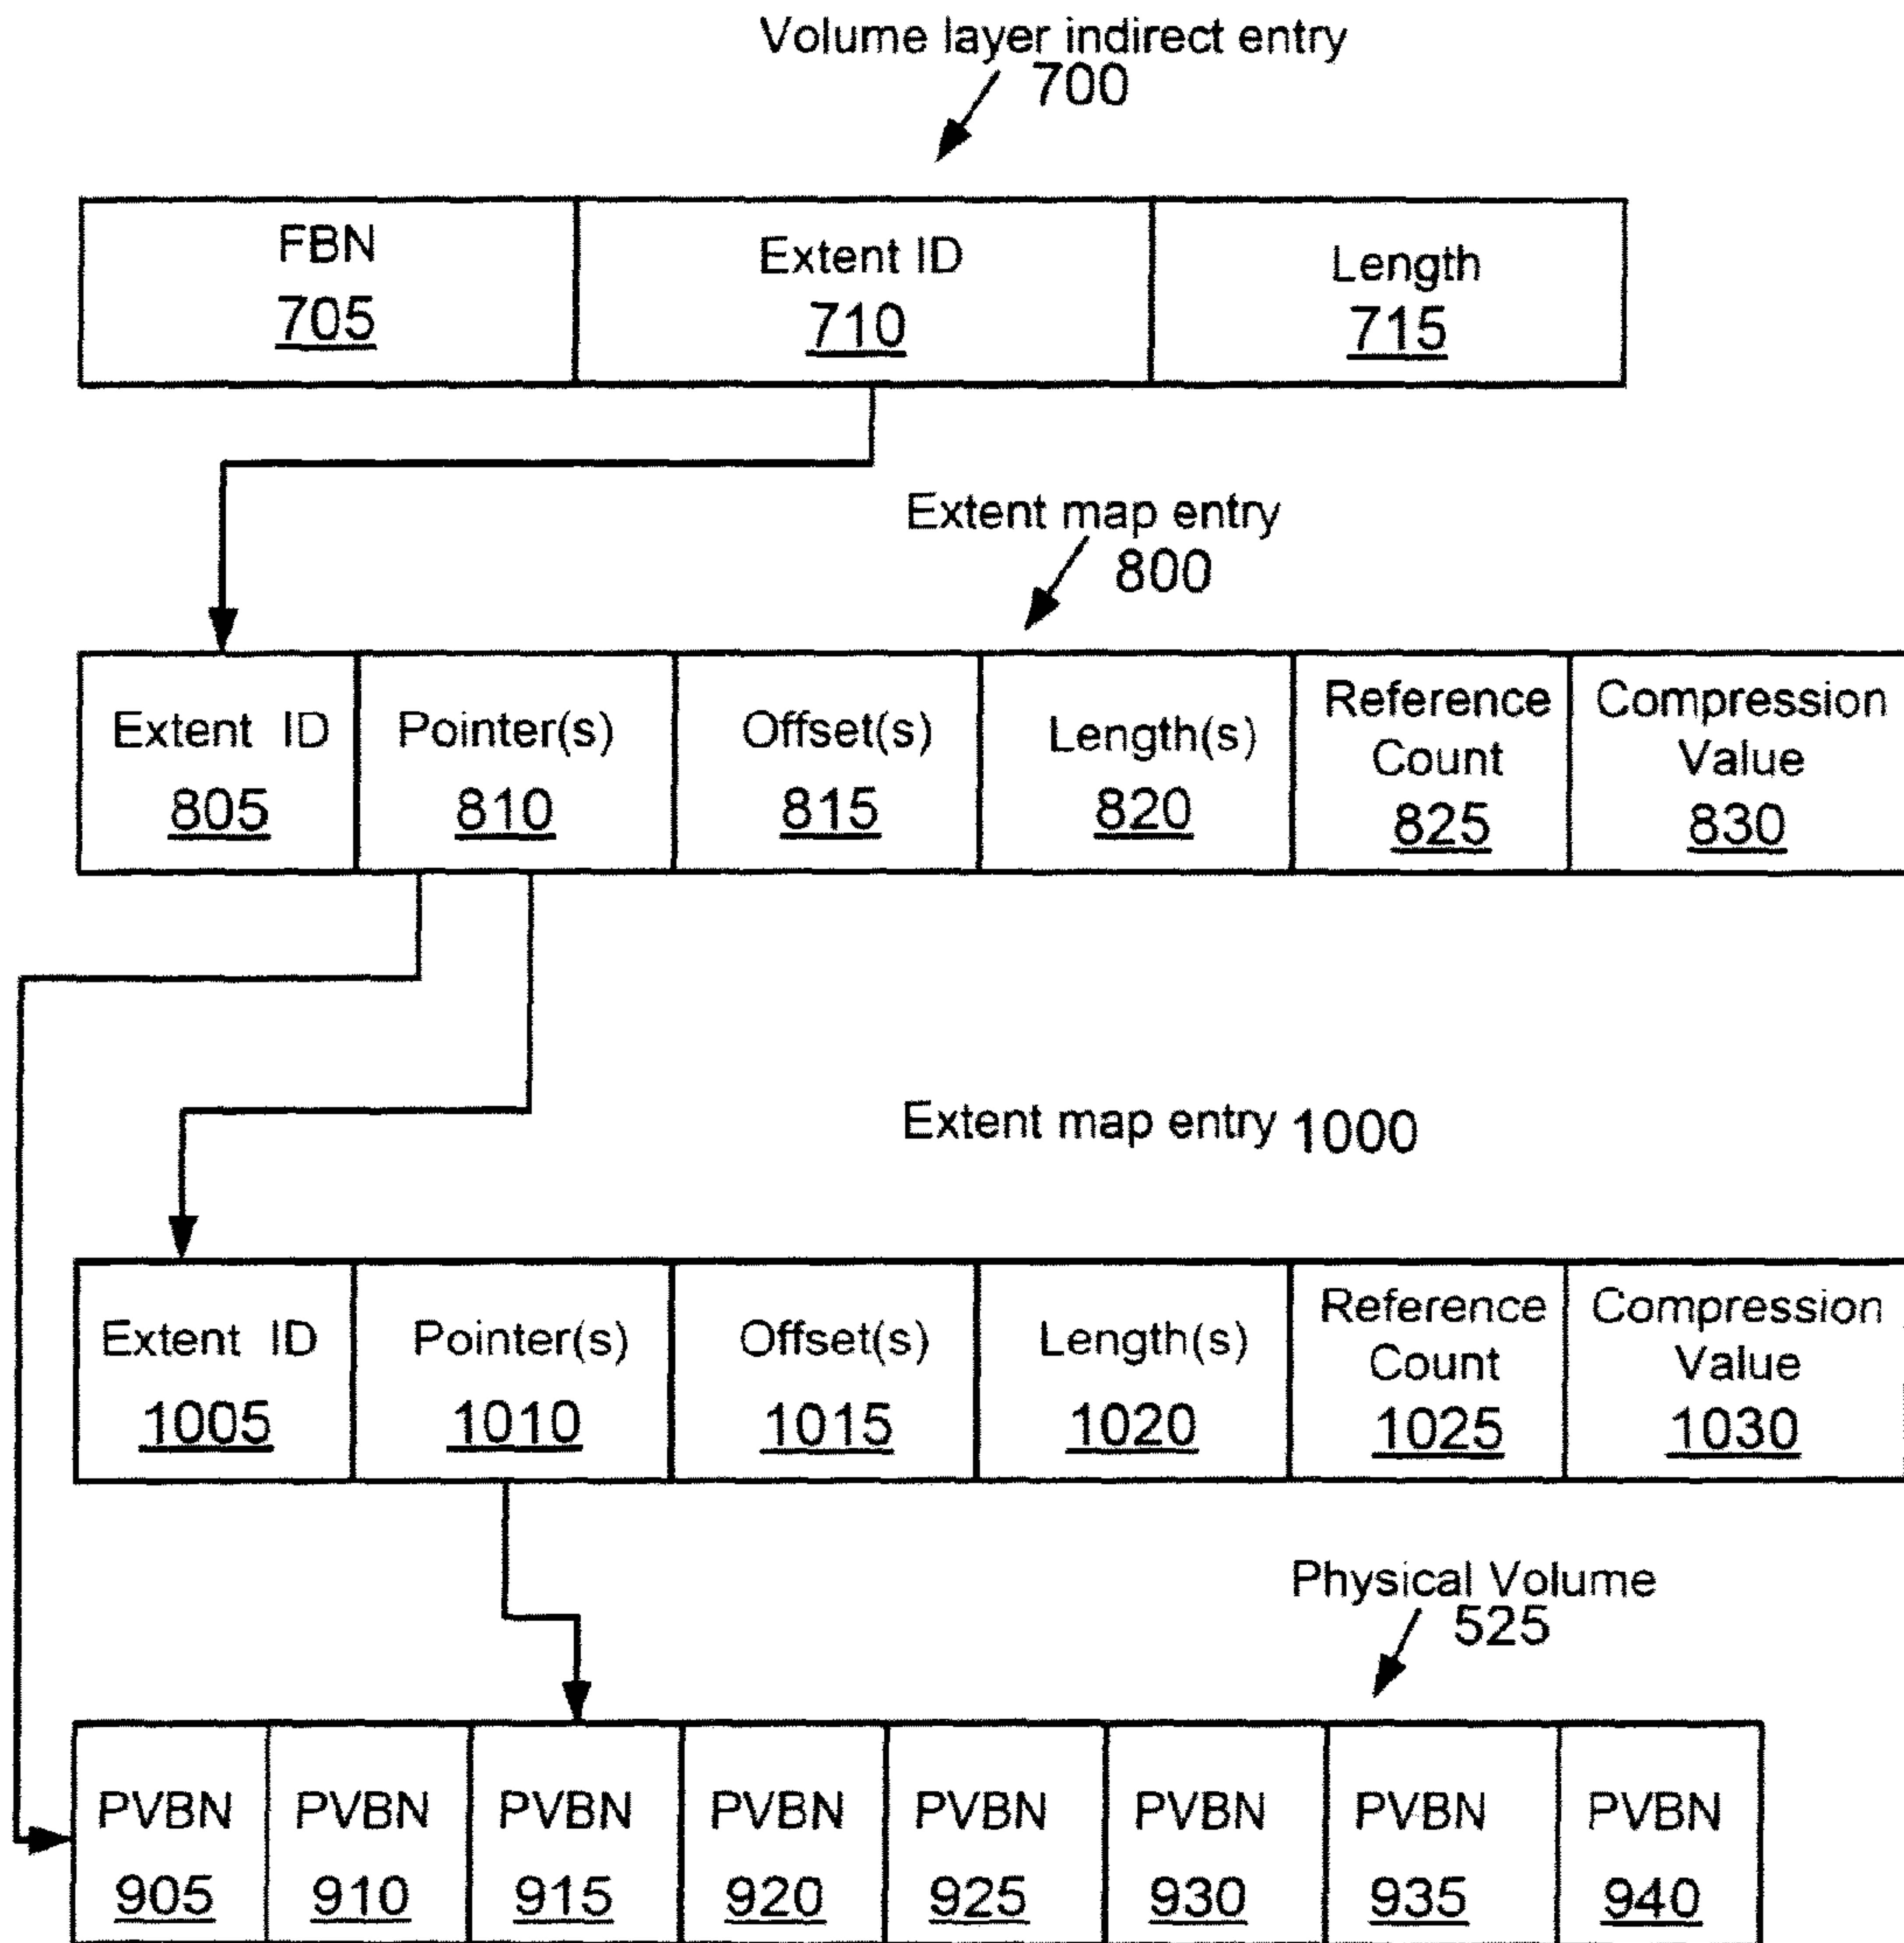 Volume layer indirect entry
700
FBN Extent ID Length
705 710 715
Extent map entry
800
Extent ID Pointer(s) Offset(s) Length(s) Reference Count Compression Value
805 810 815 820 825 830
Extent map entry 1000
Extent ID Pointer(s) Offset(s) Length(s) Reference Count Compression Value
1005 1010 1015 1020 1025 1030
Physical Volume
525
PVBN PVBN PVBN PVBN PVBN PVBN PVBN PVBN
905 910 915 920 925 930 935 940